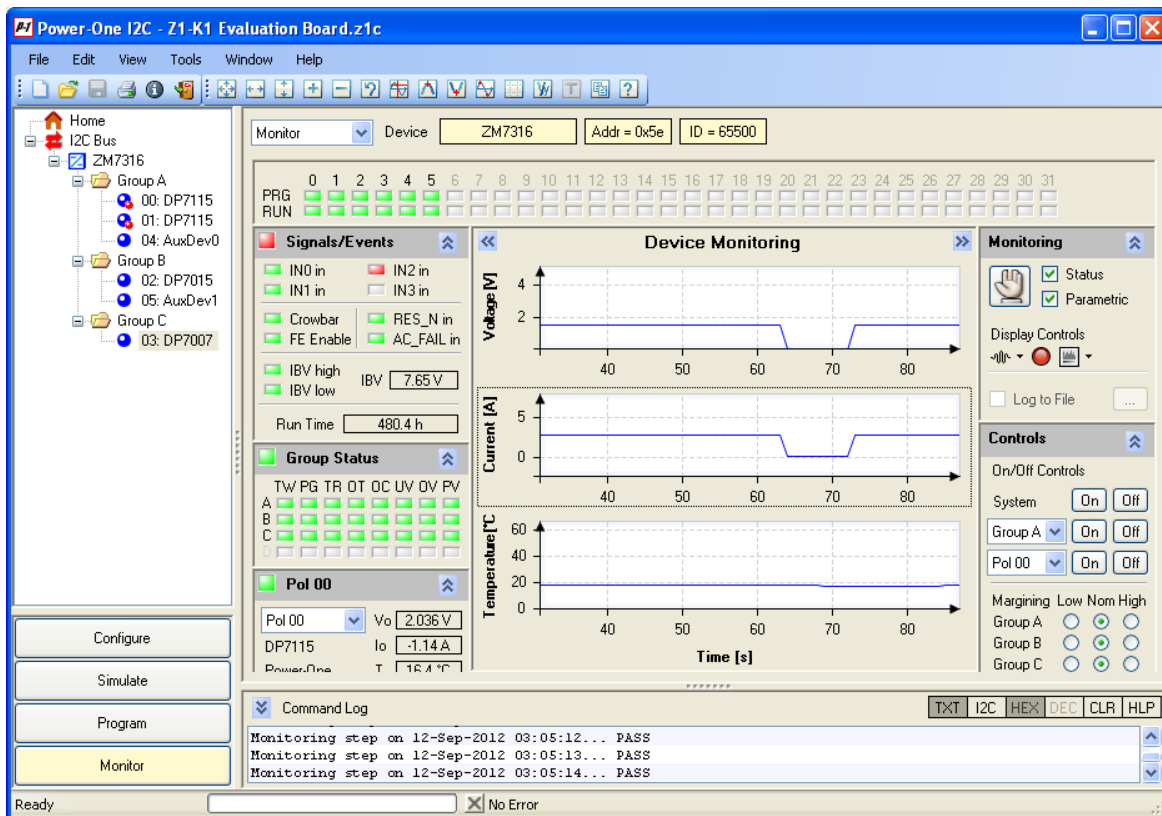 Power-One I2C - Z1-K1 Evaluation Board.z1c
File Edit View Tools Window Help
Home
I2C Bus
ZM7316
Group A
00: DP7115
01: DP7115
04: AuxDev0
Group B
02: DP7015
05: AuxDev1
Group C
03: DP7007
Configure
Simulate
Program
Monitor
Monitor Device ZM7316 Addr = 0x5e ID = 65500
0 1 2 3 4 5 6 7 8 9 10 11 12 13 14 15 16 17 18 19 20 21 22 23 24 25 26 27 28 29 30 31
PRG
RUN
Signals/Events
IN0 in IN2 in
IN1 in IN3 in
Crowbar RES_N in
FE Enable AC_FAIL in
IBV high
IBV low
IBV 7.65 V
Run Time 480.4 h
Group Status
TW PG TR OT OC UV OV PV
A
B
C
D
Pol 00
Pol 00 Vo 2.036 V
DP7115 Io -1.14 A
Power-One T 16.4 °C
Device Monitoring
Voltage [V]
4
2
40 50 60 70 80
Current [A]
5
0
40 50 60 70 80
Temperature[°C
60
40
20
0
40 50 60 70 80
Time [s]
Monitoring
Status
Parametric
Display Controls
Log to File ...
Controls
On/Off Controls
System On Off
Group A On Off
Pol 00 On Off
Margining Low Nom High
Group A
Group B
Group C
Command Log TXT I2C HEX DEC CLR HLP
Monitoring step on 12-Sep-2012 03:05:12... PASS
Monitoring step on 12-Sep-2012 03:05:13... PASS
Monitoring step on 12-Sep-2012 03:05:14... PASS
Ready No Error